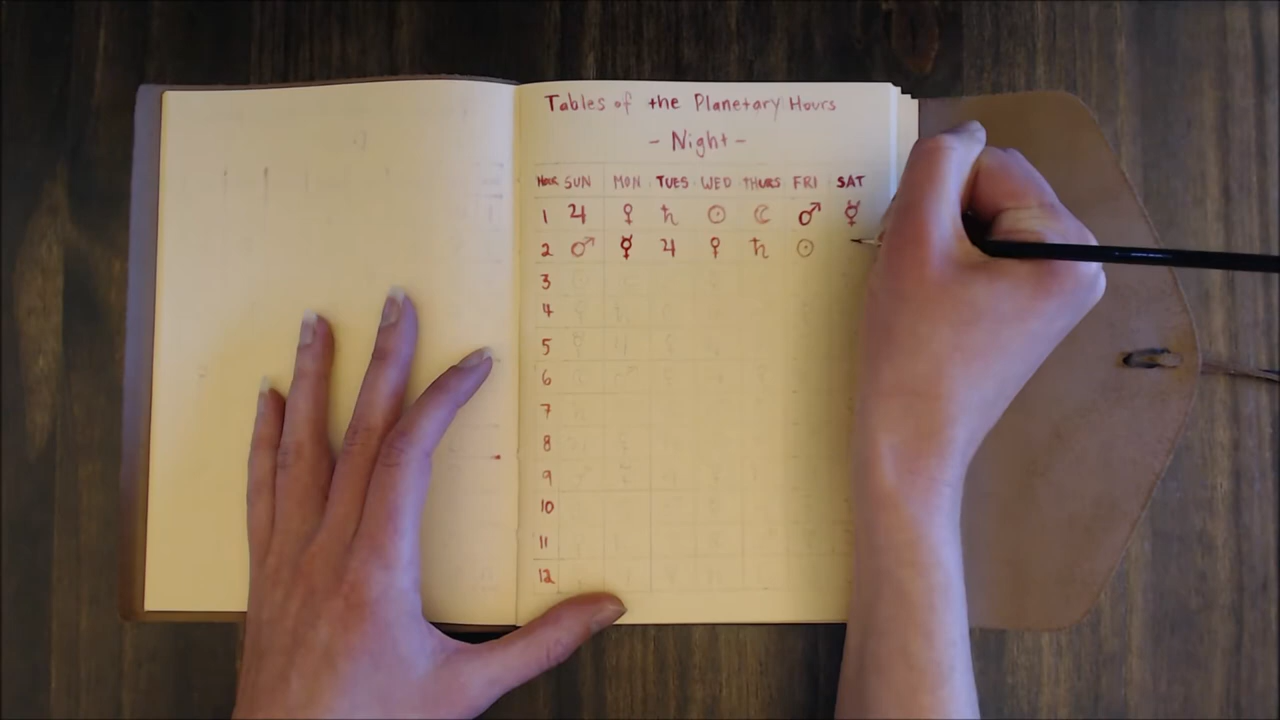 Tables of the Planetary Hours
- Night -
Hour SUN MON TUES WED THURS FRI SAT
1 ♃ ♀ ♄ ☉ ☾ ♂ ☿
2 ♂ ☿ ♃ ♀ ♄ ☉
3
4
5
6
7
8
9
10
11
12